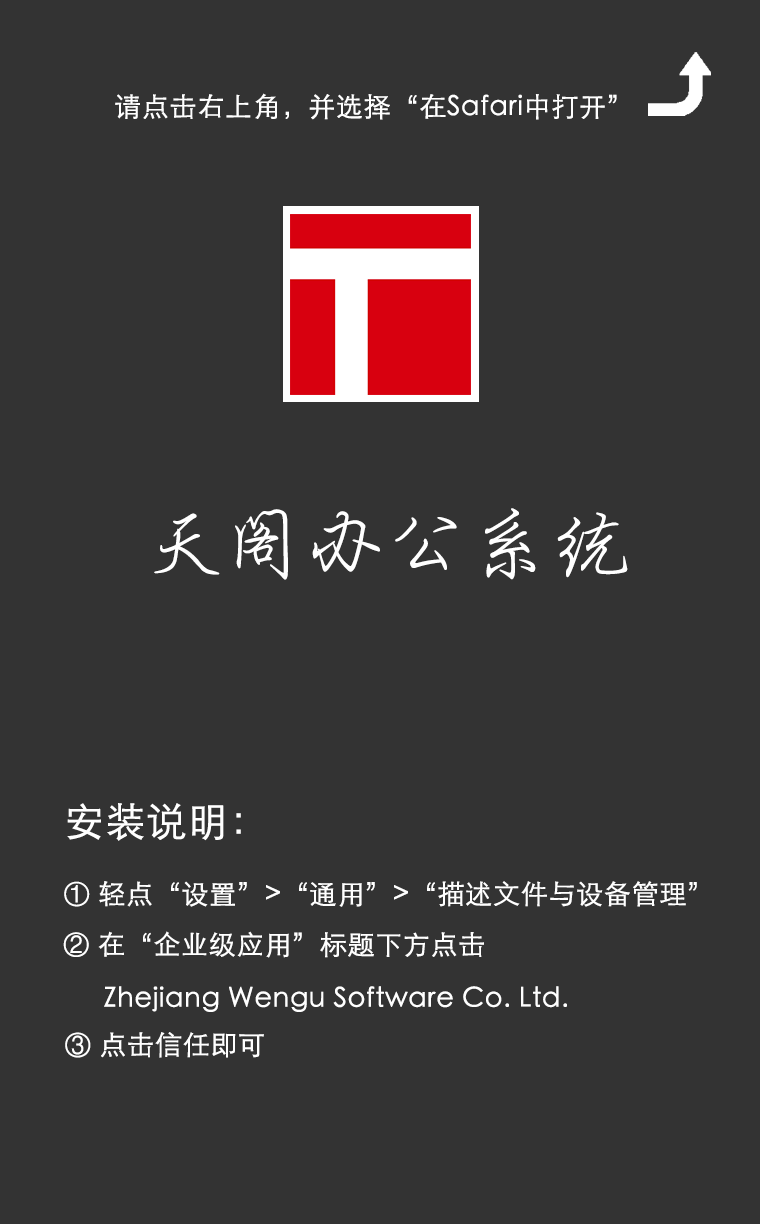 请点击右上角，并选择“在Safari中打开”
天阁办公系统
安装说明：
① 轻点“设置”>“通用”>“描述文件与设备管理”
② 在“企业级应用”标题下方点击
Zhejiang Wengu Software Co. Ltd.
③ 点击信任即可